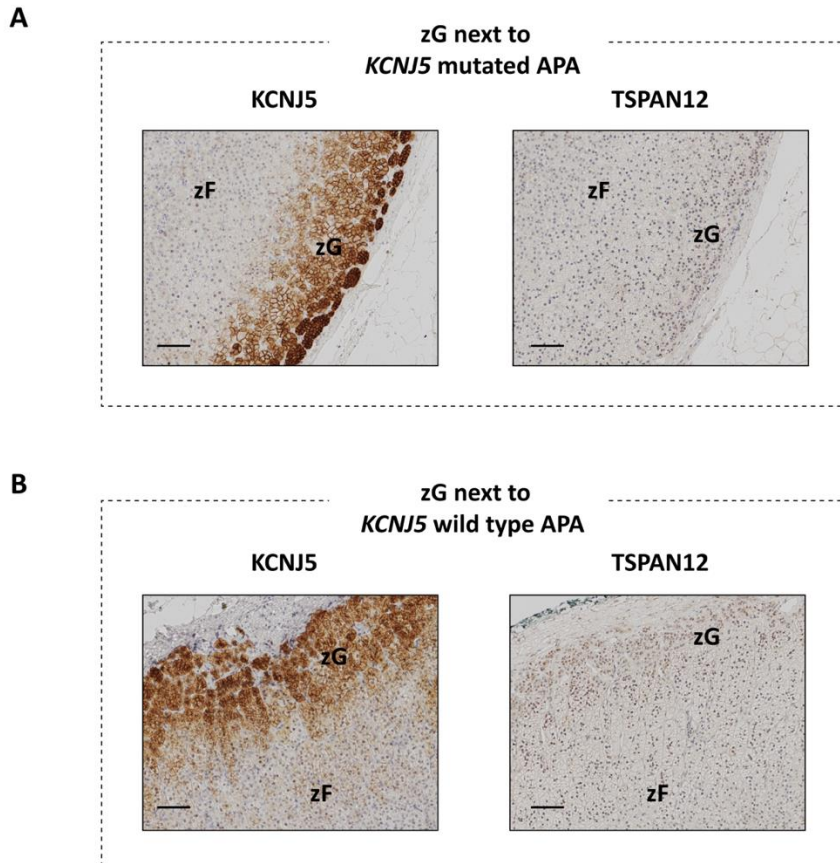 A
zG next to
KCNJ5 mutated APA
KCNJ5
TSPAN12
zF
zG
zF
zG
B
zG next to
KCNJ5 wild type APA
KCNJ5
TSPAN12
zG
zF
zG
zF